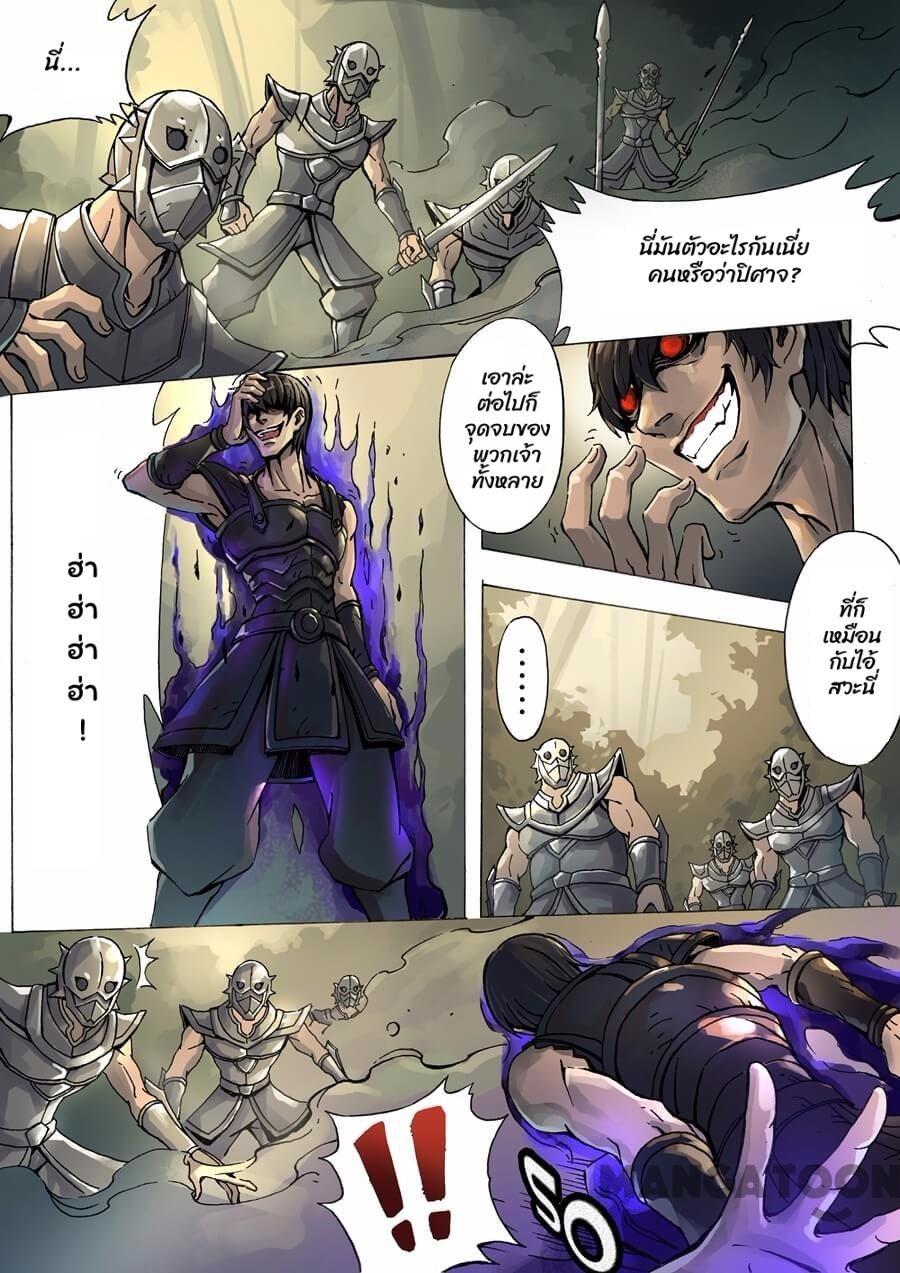 นี่...
นี่มันตัวอะไรกันเนี่ย
คนหรือว่าปิศาจ?
เอาล่ะ
ต่อไปก็
จุดจบของ
พวกเจ้า
ทั้งหลาย
ฮ่า
ฮ่า
ฮ่า
ฮ่า
!
ที่ก็
เหมือน
กับไอ้
สวะนี่
......
!!
SO
MANGATOON